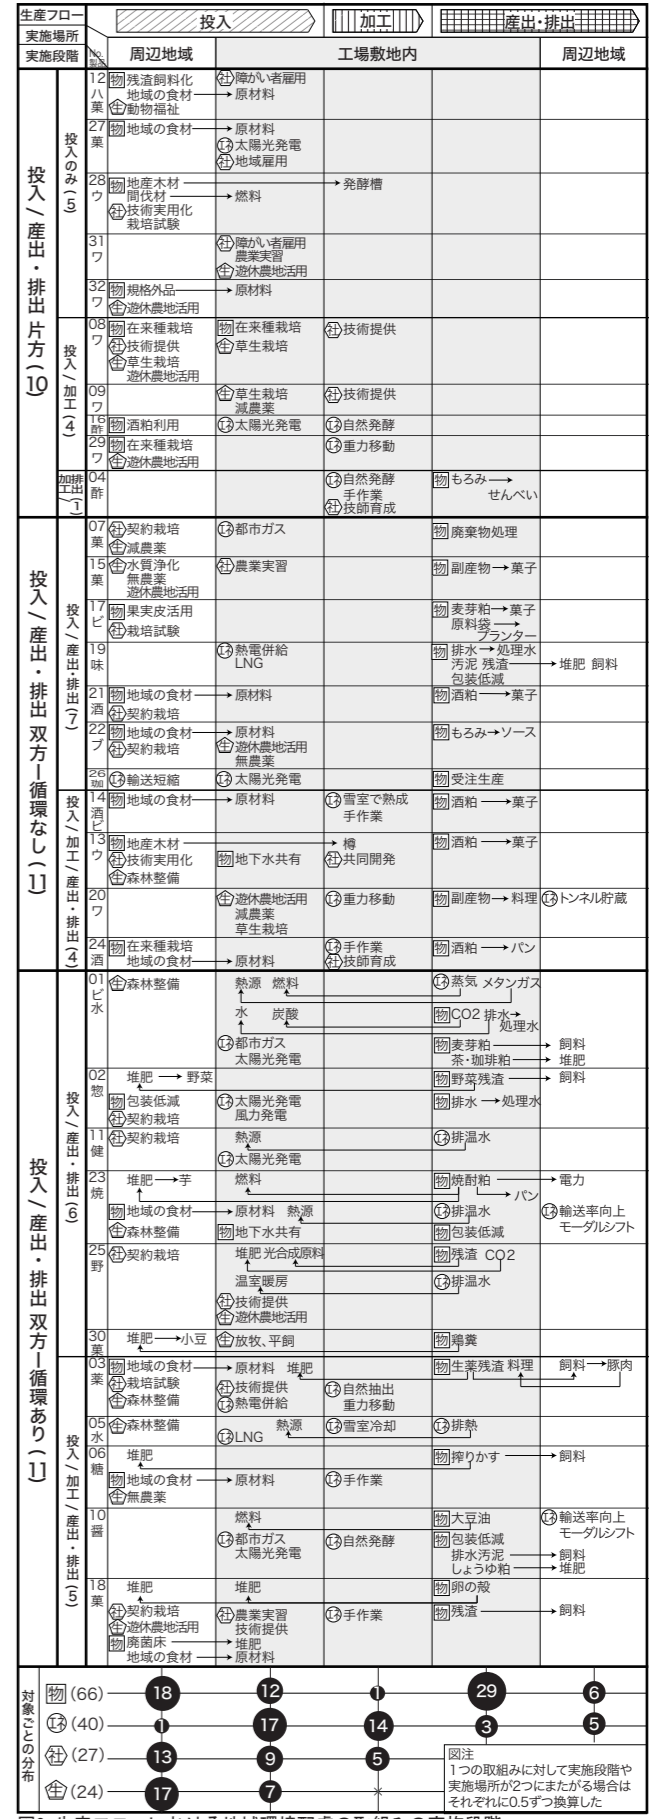 生産フロー 投入 加工 産出・排出
実施場所
実施段階 No. 製品 周辺地域 工場敷地内 周辺地域
投入/産出・排出 片方(10)
投入のみ(5)
12 ハ 菓 物 残渣飼料化 社 障がい者雇用
地域の食材 原材料
生 動物福祉
27 菓 物 地域の食材 原材料
エネ 太陽光発電
社 地域雇用
28 ウ 物 地産木材 発酵槽
間伐材 燃料
社 技術実用化
栽培試験
31 ワ 社 障がい者雇用
農業実習
生 遊休農地活用
32 ワ 物 規格外品 原材料
生 遊休農地活用
投入/加工(4)
08 ワ 物 在来種栽培 物 在来種栽培 社 技術提供
社 技術提供 生 草生栽培
生 草生栽培
遊休農地活用
09 ワ 生 草生栽培 社 技術提供
減農薬
16 酢 物 酒粕利用 エネ 太陽光発電 エネ 自然発酵
29 ワ 物 在来種栽培 エネ 重力移動
生 遊休農地活用
加工/排出(1)
04 酢 エネ 自然発酵 物 もろみ
手作業 せんべい
社 技師育成
投入/産出・排出 双方ー循環なし(11)
投入/産出・排出(7)
07 菓 社 契約栽培 エネ 都市ガス 物 廃棄物処理
生 減農薬
15 菓 生 水質浄化 社 農業実習 物 副産物 菓子
無農薬
遊休農地活用
17 ビ 物 果実皮活用 物 麦芽粕 菓子
社 栽培試験 原料袋
プランター
19 味 エネ 熱電併給 物 排水 処理水
LNG 汚泥 残渣 堆肥 飼料
包装低減
21 酒 物 地域の食材 原材料 物 酒粕 菓子
社 契約栽培
22 ブ 物 地域の食材 原材料 物 もろみ ソース
社 契約栽培 生 遊休農地活用
無農薬
26 珈 エネ 輸送短縮 エネ 太陽光発電 物 受注生産
投入/加工/産出・排出(4)
14 酒 ビ 物 地域の食材 原材料 エネ 雪室で熟成 物 酒粕 菓子
手作業
13 ウ 物 地産木材 樽 物 酒粕 菓子
社 技術実用化 物 地下水共有 社 共同開発
生 森林整備
20 ワ 生 遊休農地活用 エネ 重力移動 物 副産物 料理 エネ トンネル貯蔵
減農薬
草生栽培
24 酒 物 在来種栽培 エネ 手作業 物 酒粕 パン
地域の食材 原材料 社 技師育成
投入/産出・排出 双方ー循環あり(11)
投入/産出・排出(6)
01 ビ 水 生 森林整備 熱源 燃料 エネ 蒸気 メタンガス
水 炭酸 物 CO2 排水
処理水
エネ 都市ガス 物 麦芽粕 飼料
太陽光発電 茶・珈琲粕 堆肥
02 惣 堆肥 野菜 物 野菜残渣 飼料
物 包装低減 エネ 太陽光発電 物 排水 処理水
社 契約栽培 風力発電
11 健 社 契約栽培 熱源 エネ 排温水
エネ 太陽光発電
23 焼 堆肥 芋 燃料 物 焼酎粕 電力
パン
物 地域の食材 原材料 熱源 エネ 排温水 エネ 輸送率向上
生 森林整備 物 地下水共有 物 包装低減 モーダルシフト
25 野 社 契約栽培 堆肥 光合成原料 物 残渣 CO2
温室暖房 エネ 排温水
社 技術提供
生 遊休農地活用
30 菓 堆肥 小豆 生 放牧、平飼 物 鶏糞
投入/加工/産出・排出(5)
03 薬 物 地域の食材 原材料 堆肥 物 生薬残渣 料理 飼料 豚肉
社 栽培試験 社 技術提供 エネ 自然抽出
生 森林整備 エネ 熱電併給 重力移動
05 水 生 森林整備 熱源 エネ 雪室冷却 エネ 排熱
エネ LNG
06 糖 堆肥 物 搾りかす 飼料
物 地域の食材 原材料 エネ 手作業
生 無農薬
10 醤 燃料 物 大豆油 エネ 輸送率向上
エネ 都市ガス エネ 自然発酵 物 包装低減 モーダルシフト
太陽光発電 排水汚泥 飼料
しょうゆ粕 堆肥
18 菓 堆肥 堆肥 物 卵の殻
社 契約栽培 社 農業実習 エネ 手作業 物 残渣 飼料
生 遊休農地活用 技術提供
物 廃菌床 堆肥
地域の食材 原材料
対象ごとの分布
物 (66) 18 12 1 29 6
エネ (40) 1 17 14 3 5
社 (27) 13 9 5
生 (24) 17 7 ×
図注
1つの取組みに対して実施段階や
実施場所が2つにまたがる場合は
それぞれに0.5ずつ換算した